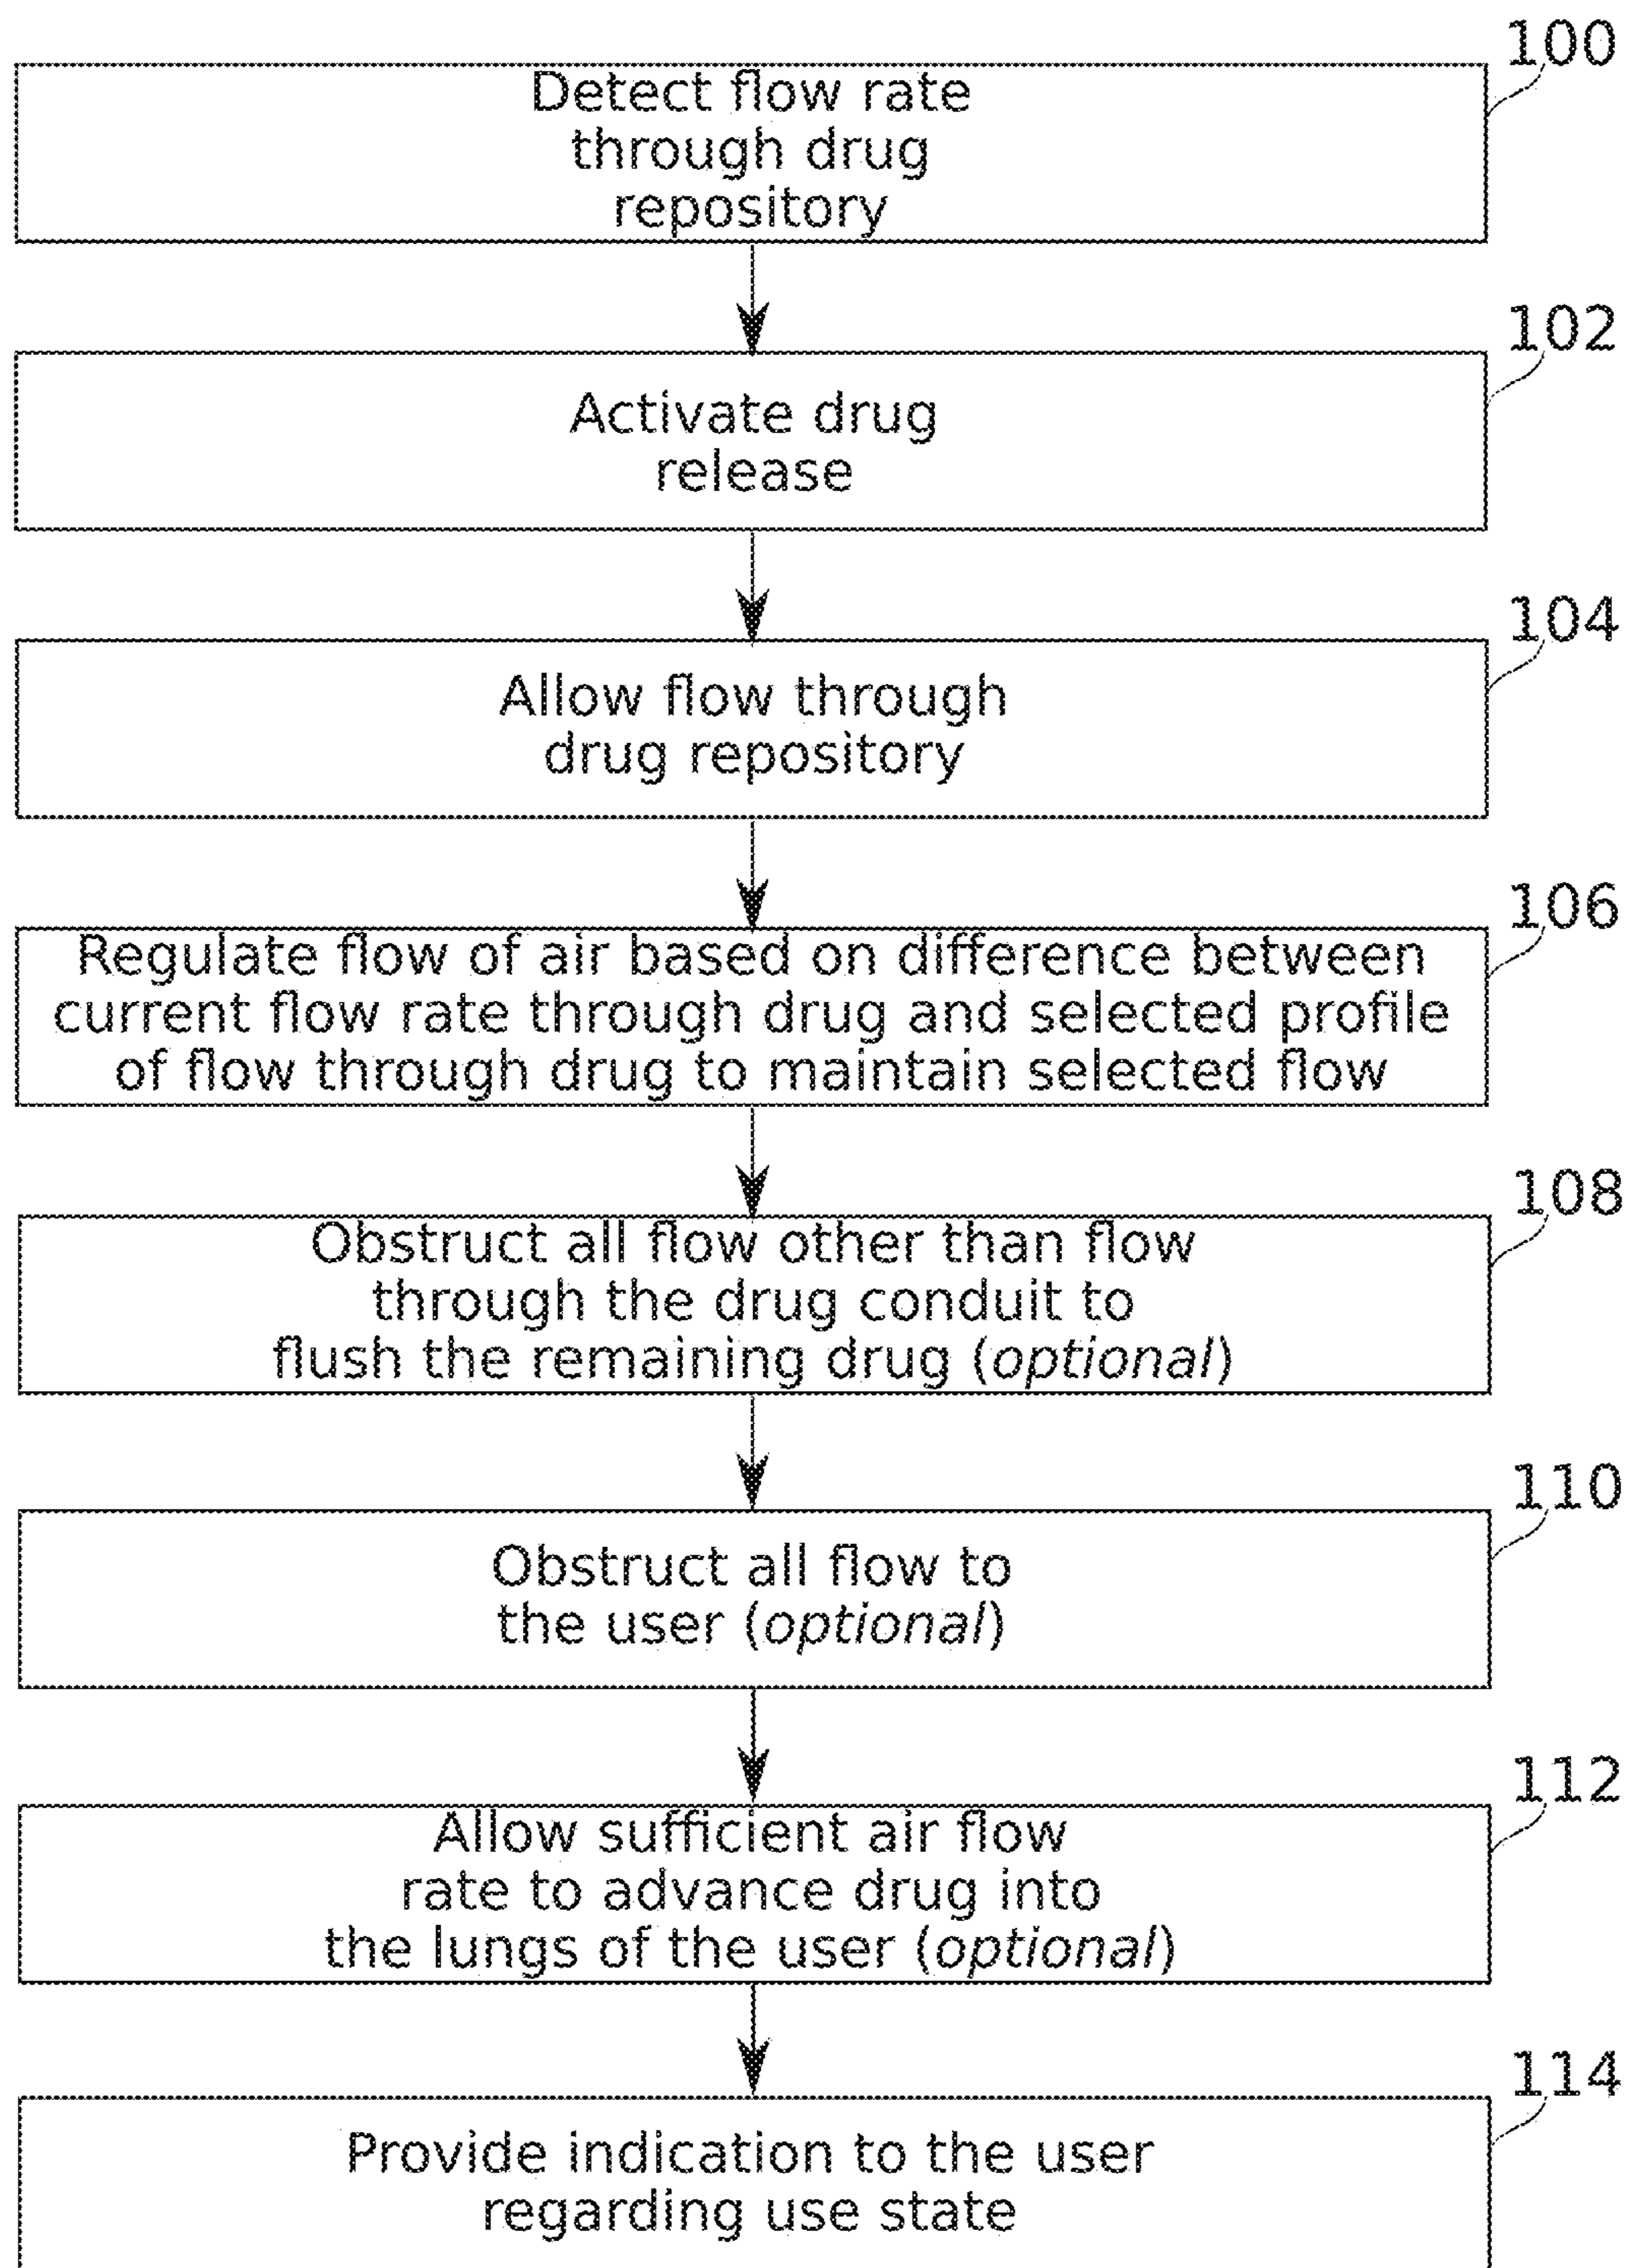 100
Detect flow rate
through drug
repository
102
Activate drug
release
104
Allow flow through
drug repository
106
Regulate flow of air based on difference between
current flow rate through drug and selected profile
of flow through drug to maintain selected flow
108
Obstruct all flow other than flow
through the drug conduit to
flush the remaining drug (optional)
110
Obstruct all flow to
the user (optional)
112
Allow sufficient air flow
rate to advance drug into
the lungs of the user (optional)
114
Provide indication to the user
regarding use state